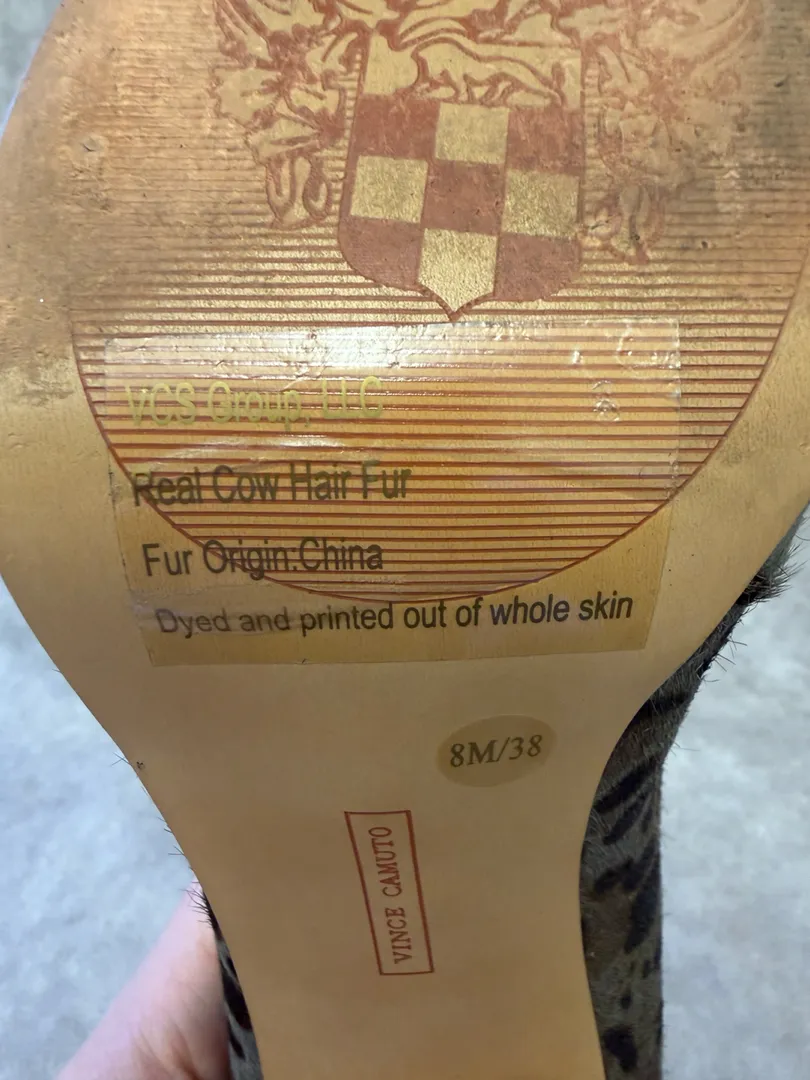 VCS Group, LLC
Real Cow Hair Fur
Fur Origin:China
Dyed and printed out of whole skin
8M/38
VINCE CAMUTO